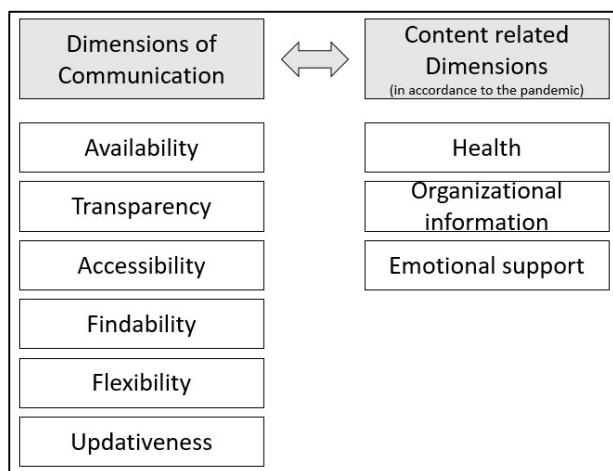 Dimensions of
Communication
Content related
Dimensions
(in accordance to the pandemic)
Availability
Transparency
Accessibility
Findability
Flexibility
Updativeness
Health
Organizational
information
Emotional support